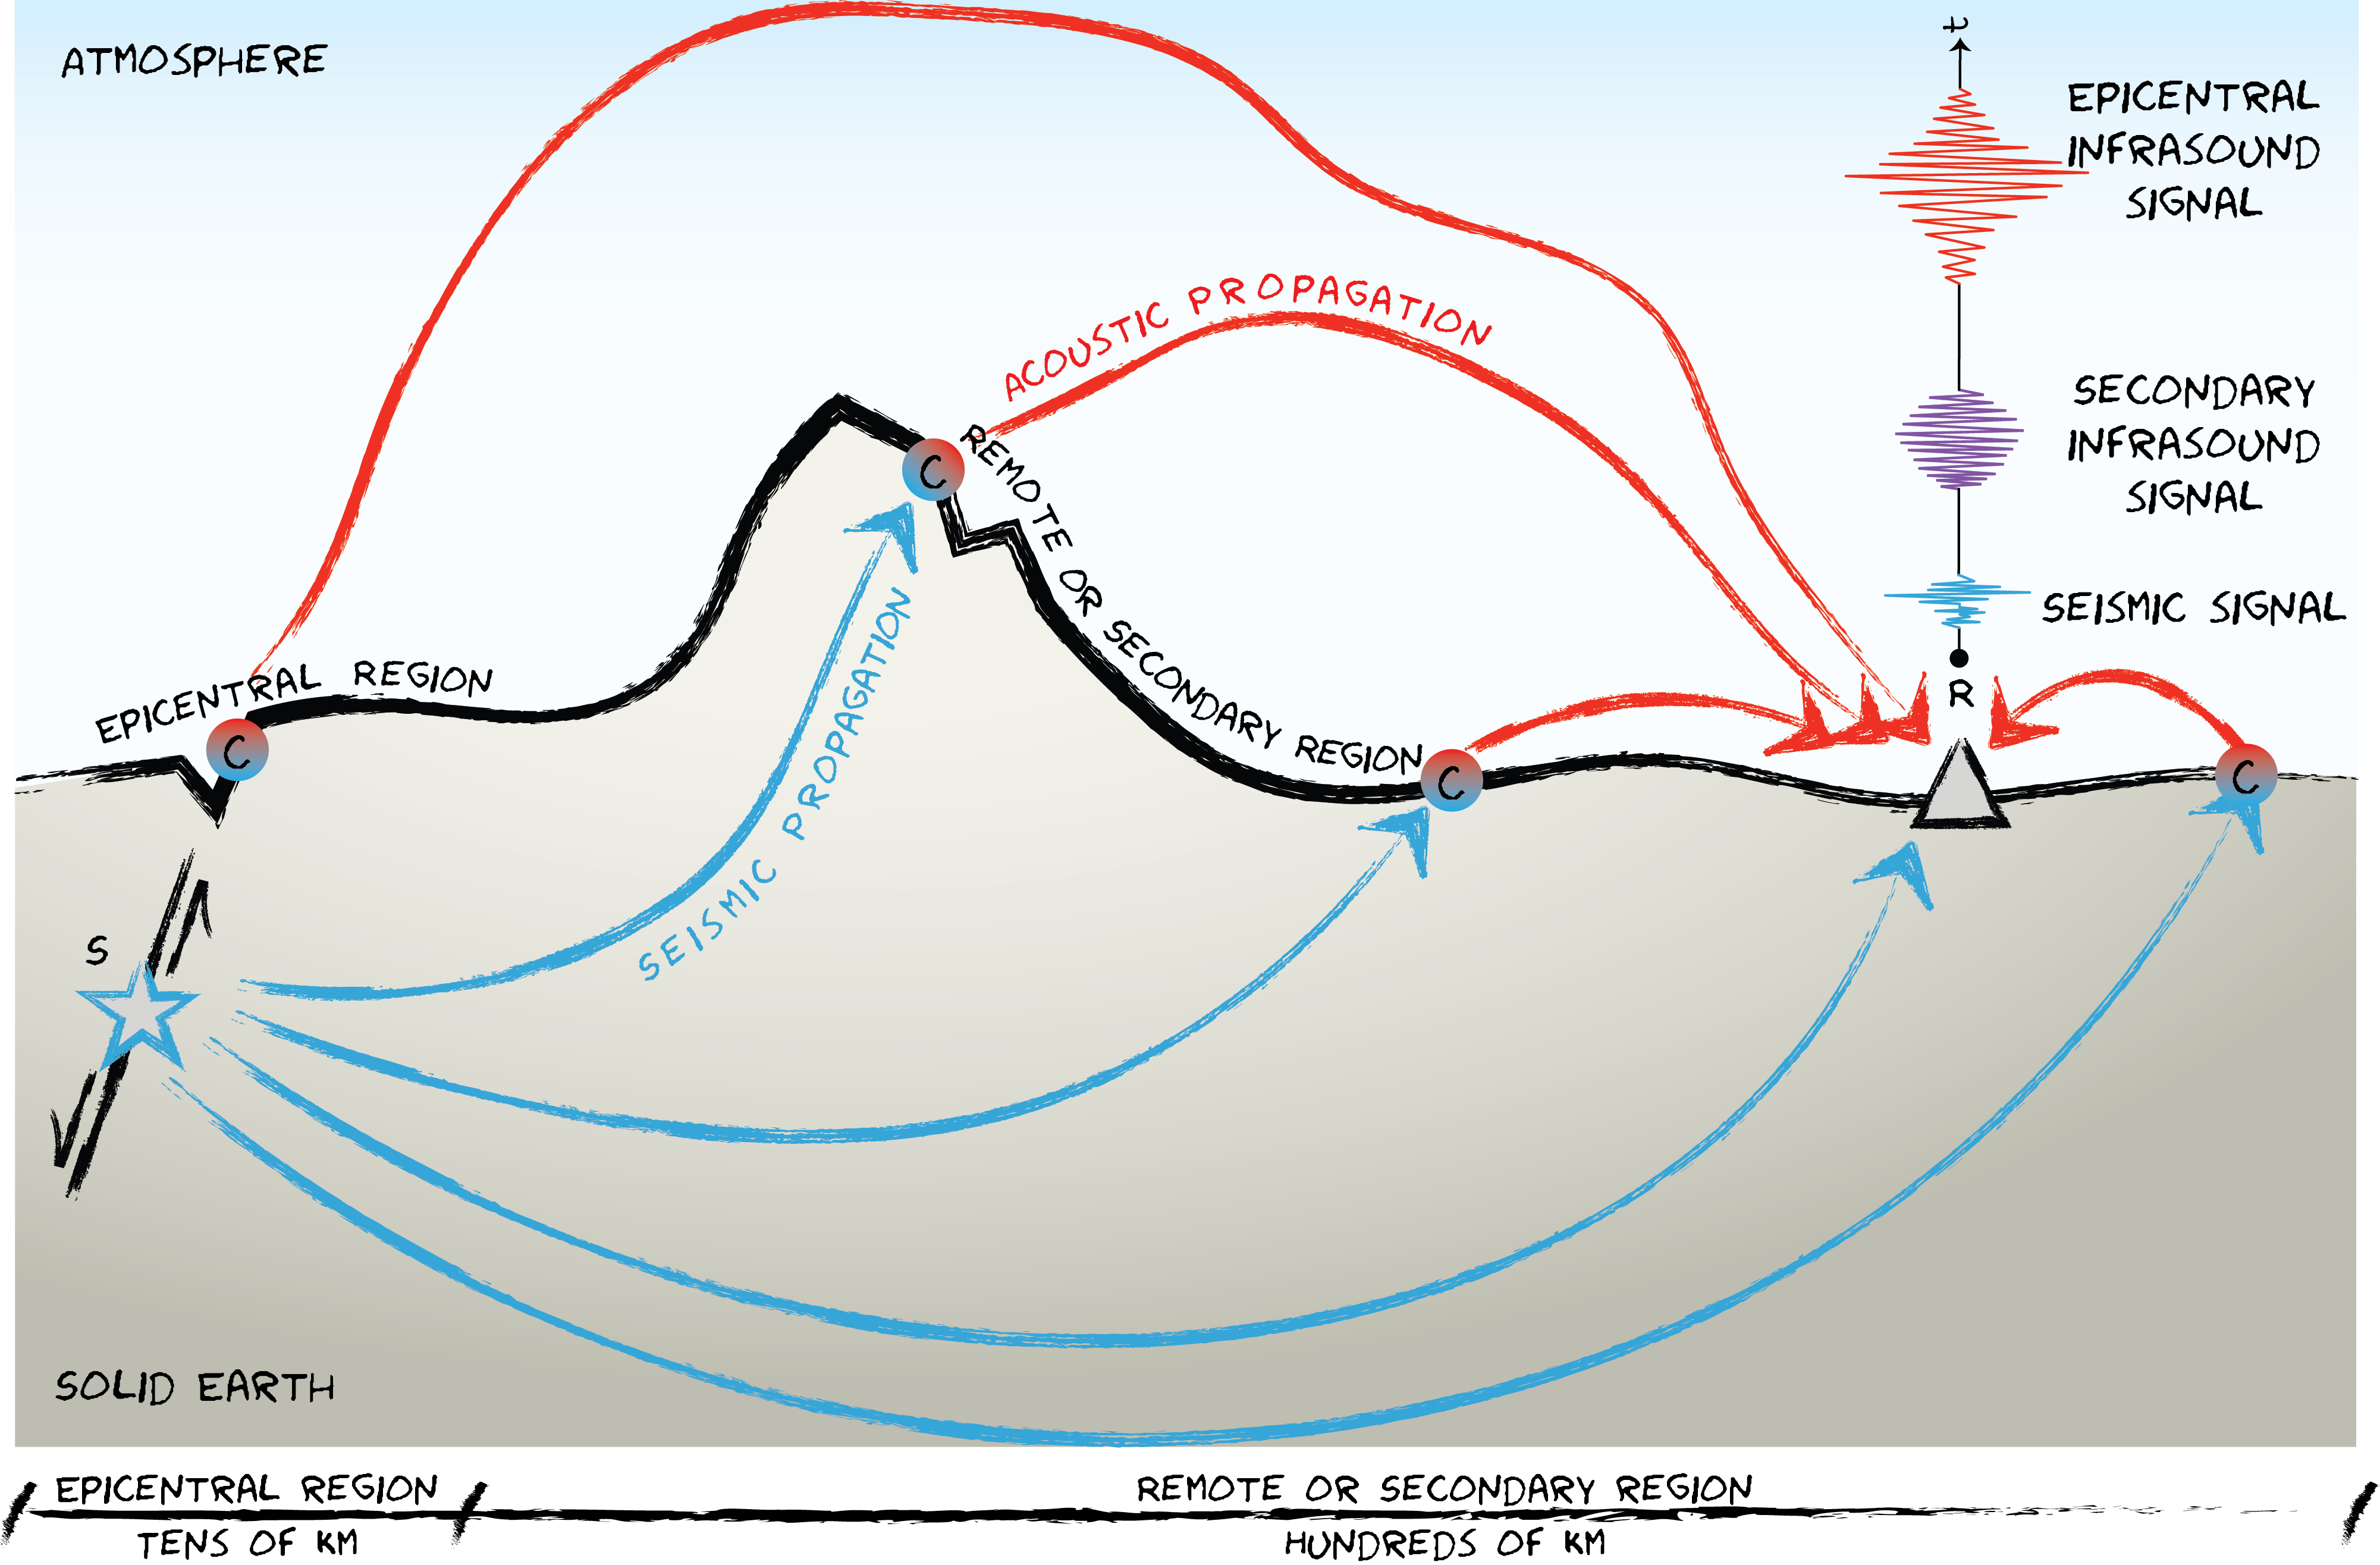 ATMOSPHERE
t
EPICENTRAL
INFRASOUND
SIGNAL
ACOUSTIC PROPAGATION
SECONDARY
INFRASOUND
SIGNAL
C
REMOTE OR SECONDARY REGION
SEISMIC SIGNAL
EPICENTRAL REGION
R
C
C
C
SEISMIC PROPAGATION
S
SOLID EARTH
EPICENTRAL REGION
REMOTE OR SECONDARY REGION
TENS OF KM
HUNDREDS OF KM